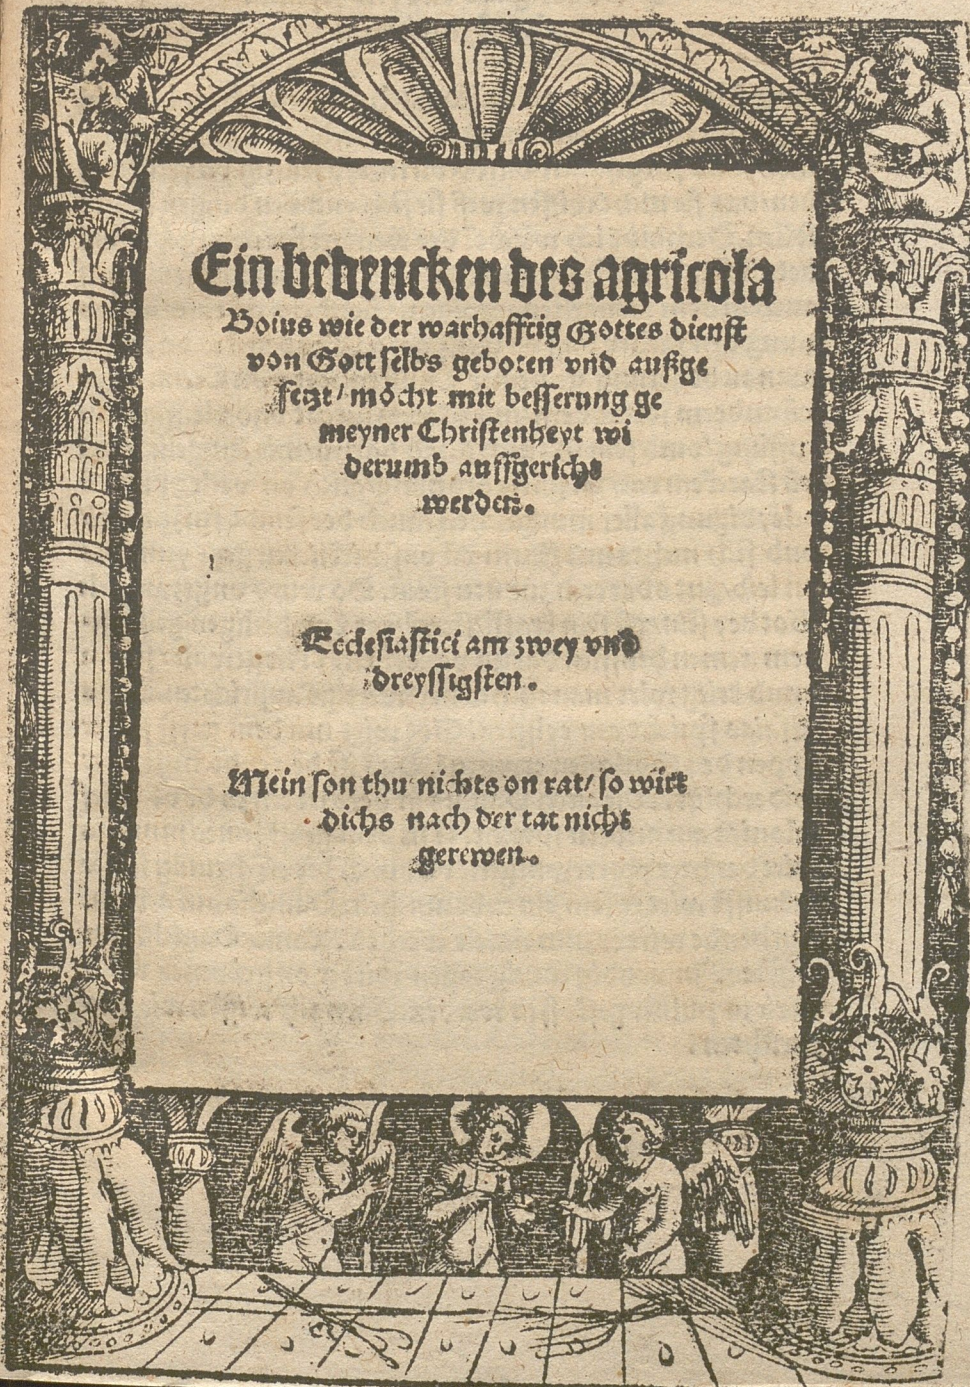 Ein bedencken des agricola
Boius wie der warhafftig Gottes dienst
von Gott selbs geboten vnd auszge
setzt / möcht mit besserung ge
meyner Christenheyt wi
derumb auffgericht
werden.
Ecclesiastici am zwey vnd
dreyssigsten.
Mein son thu nichts on rat / so wirt
dichs nach der tat nicht
gerewen.